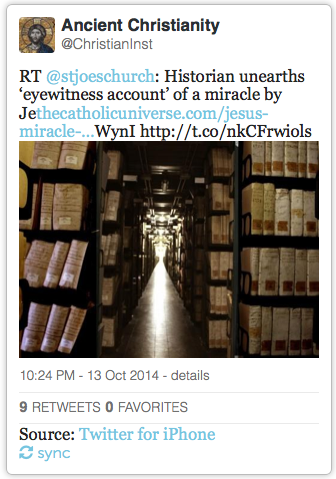 Ancient Christianity
@ChristianInst
RT @stjoeschurch: Historian unearths
‘eyewitness account’ of a miracle by
Jethecatholicuniverse.com/jesus-
miracle-...WynI http://t.co/nkCFrwiols
10:24 PM - 13 Oct 2014 - details
9 RETWEETS 0 FAVORITES
Source: Twitter for iPhone
sync